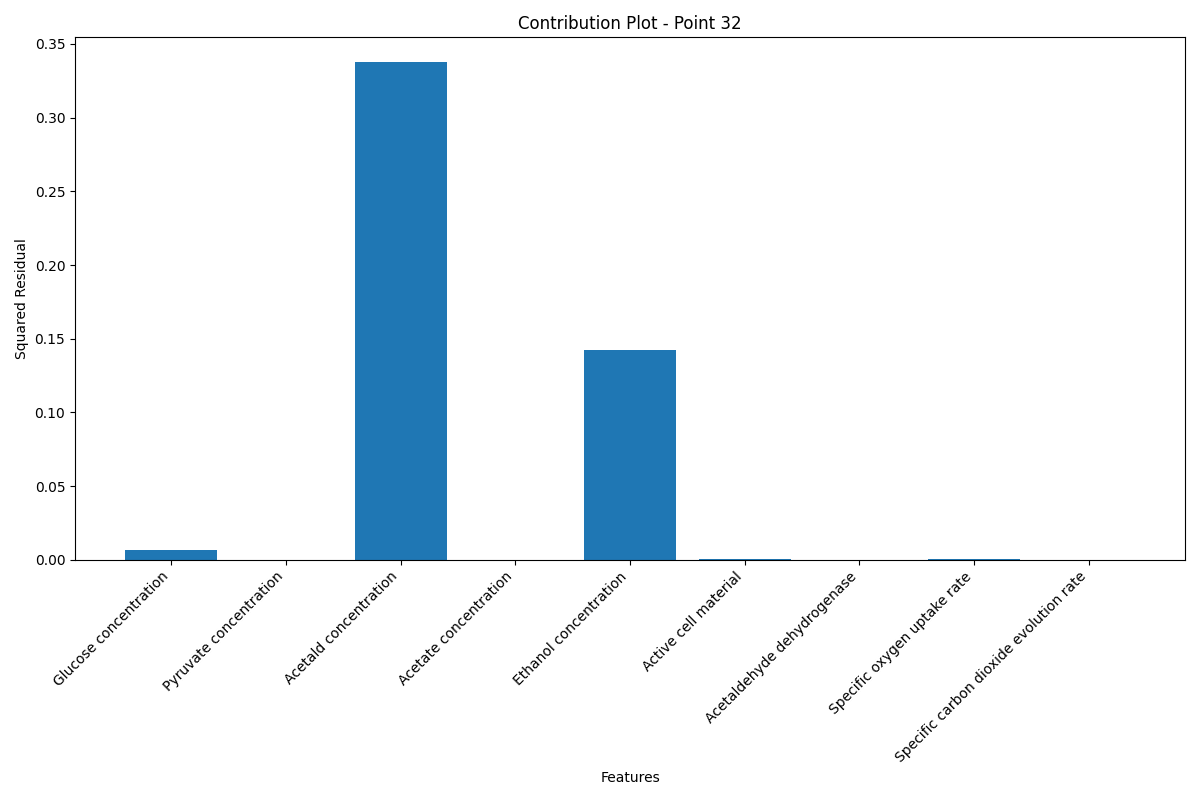 Contribution Plot - Point 32
Squared Residual
0.35
0.30
0.25
0.20
0.15
0.10
0.05
0.00
Glucose concentration
Pyruvate concentration
Acetald concentration
Acetate concentration
Ethanol concentration
Active cell material
Acetaldehyde dehydrogenase
Specific oxygen uptake rate
Specific carbon dioxide evolution rate
Features